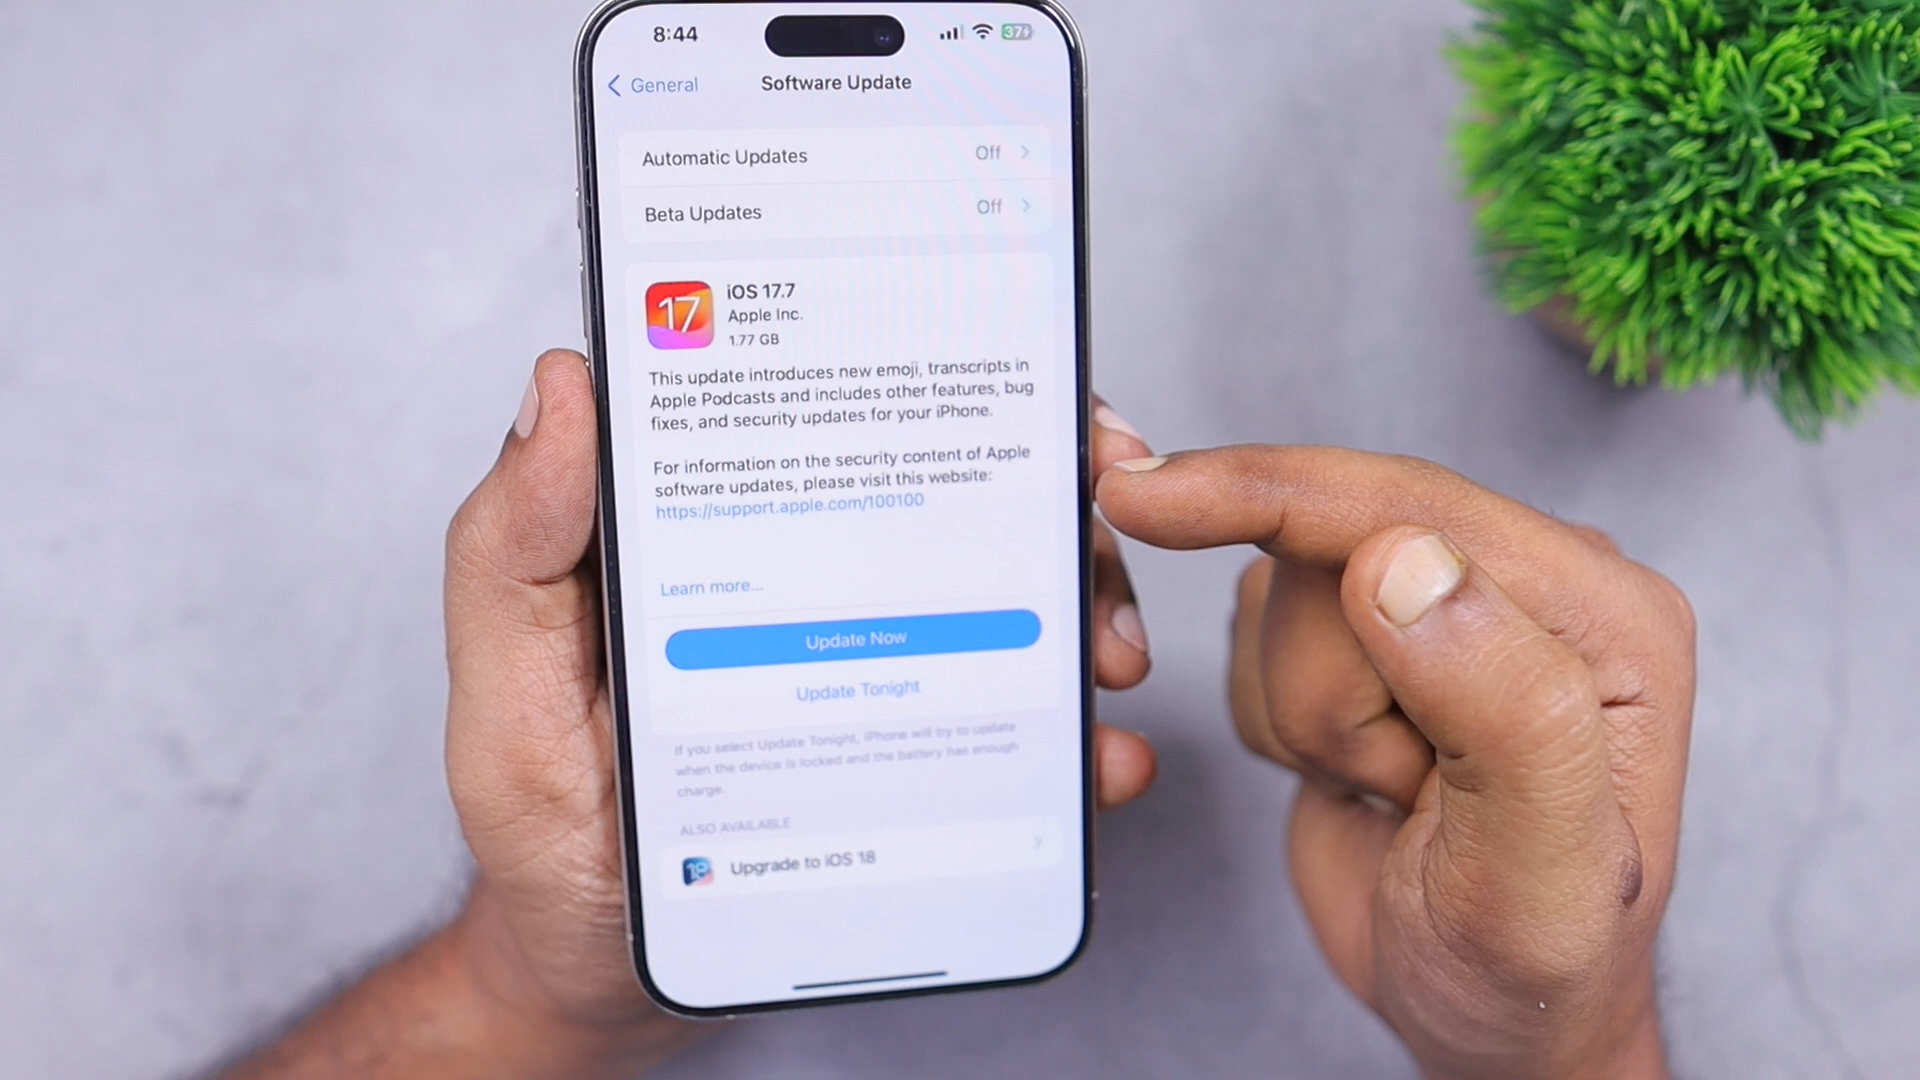 8:44
37
General
Software Update
Automatic Updates Off
Beta Updates Off
17
iOS 17.7
Apple Inc.
1.77 GB
This update introduces new emoji, transcripts in
Apple Podcasts and includes other features, bug
fixes, and security updates for your iPhone.
For information on the security content of Apple
software updates, please visit this website:
https://support.apple.com/100100
Learn more...
Update Now
Update Tonight
If you select Update Tonight, iPhone will try to update
when the device is locked and the battery has enough
charge.
ALSO AVAILABLE
18
Upgrade to iOS 18